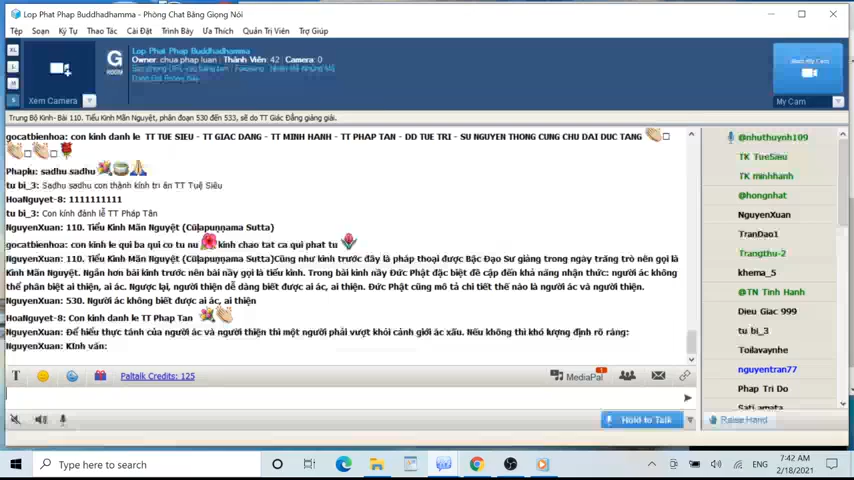 Lop Phat Phap Buddhadhamma - Phòng Chat Bằng Giọng Nói
Tệp Soạn Ký Tự Thao Tác Cài Đặt Trình Bày Ưa Thích Quản Trị Viên Trợ Giúp
XL
L
M
S
Xem Camera
G
ROOM
Lop Phat Phap Buddhadhamma
Owner: chua phap luan : Thành Viên: 42 : Camera: 0
Start My Cam
My Cam
Trung Bộ Kinh- Bài 110. Tiểu Kinh Mãn Nguyệt, phân đoạn 530 đến 533, sẽ do TT Giác Đẳng giảng giải.
gocatbienhoa: con kinh danh le TT TUE SIEU - TT GIAC DANG - TT MINH HANH - TT PHAP TAN - DD TUE TRI - SU NGUYEN THONG CUNG CHU DAI DUC TANG
Phaplu: sadhu sadhu
tu bi_3: Sadhu sadhu con thành kính tri ân TT Tuệ Siêu
HoaNguyet-8: 1111111111
tu bi_3: Con kính đảnh lễ TT Pháp Tân
NguyenXuan: 110. Tiểu Kinh Mãn Nguyệt (Cūḷapuṇṇama Sutta)
gocatbienhoa: con kinh le qui ba qui co tu nu kinh chao tat ca qui phat tu
NguyenXuan: 110. Tiểu Kinh Mãn Nguyệt (Cūḷapuṇṇama Sutta)Cũng như kinh trước đây là pháp thoại được Bậc Đạo Sư giảng trong ngày trăng tròn nên gọi là
Kinh Mãn Nguyệt. Ngắn hơn bài kinh trước nên bài nầy gọi là tiểu kinh. Trong bài kinh nầy Đức Phật đặc biệt đề cập đến khả năng nhận thức: người ác không
thể phân biệt ai thiện, ai ác. Ngược lại, người thiện dễ dàng biết được ai ác, ai thiện. Đức Phật cũng mô tả chi tiết thế nào là người ác và người thiện.
NguyenXuan: 530. Người ác không biết được ai ác, ai thiện
HoaNguyet-8: Con kinh danh le TT Phap Tan
NguyenXuan: Để hiểu thực tánh của người ác và người thiện thì một người phải vượt khỏi cảnh giới ác xấu. Nếu không thì khó lượng định rõ ràng:
NguyenXuan: Kinh văn:
T
Paltalk Credits: 125
MediaPal
1
Hold to Talk
Raise Hand
@nhuthuynh109
TK TueSieu
TK minhhanh
@hongnhat
NguyenXuan
TranDao1
Trangthu-2
khema_5
@TN Tinh Hanh
Dieu Giac 999
tu bi_3
Toilavaynhe
nguyentran77
Phap Tri Do
Sati amata
Type here to search
ENG
7:42 AM
2/18/2021